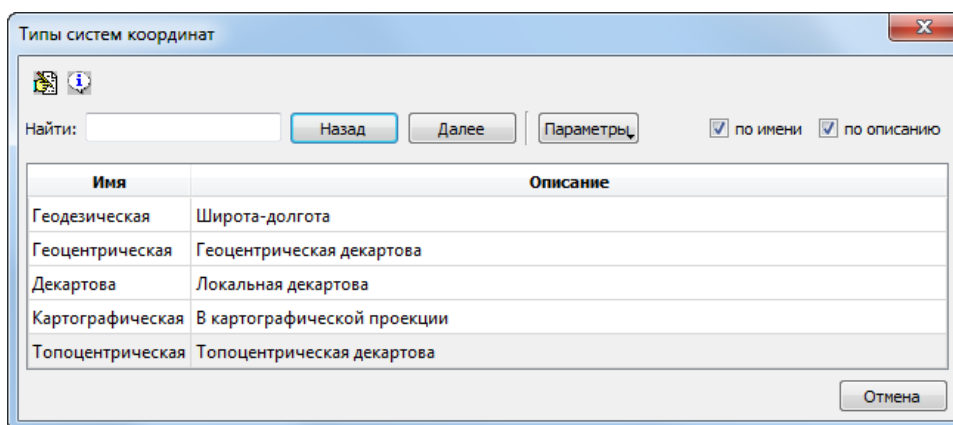 Типы систем координат
Найти: Назад Далее Параметры по имени по описанию
Имя Описание
Геодезическая Широта-долгота
Геоцентрическая Геоцентрическая декартова
Декартова Локальная декартова
Картографическая В картографической проекции
Топоцентрическая Топоцентрическая декартова
Отмена